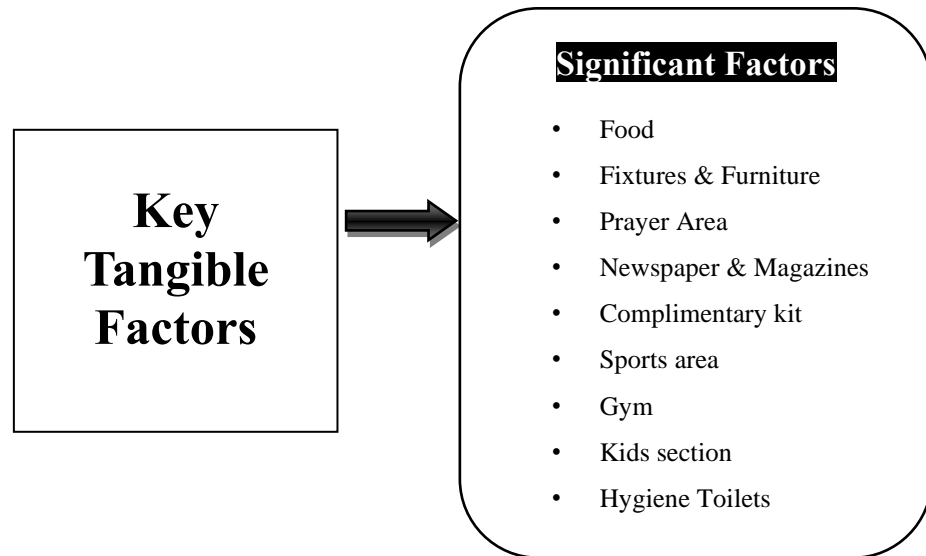 Key
Tangible
Factors
Significant Factors
• Food
• Fixtures & Furniture
• Prayer Area
• Newspaper & Magazines
• Complimentary kit
• Sports area
• Gym
• Kids section
• Hygiene Toilets